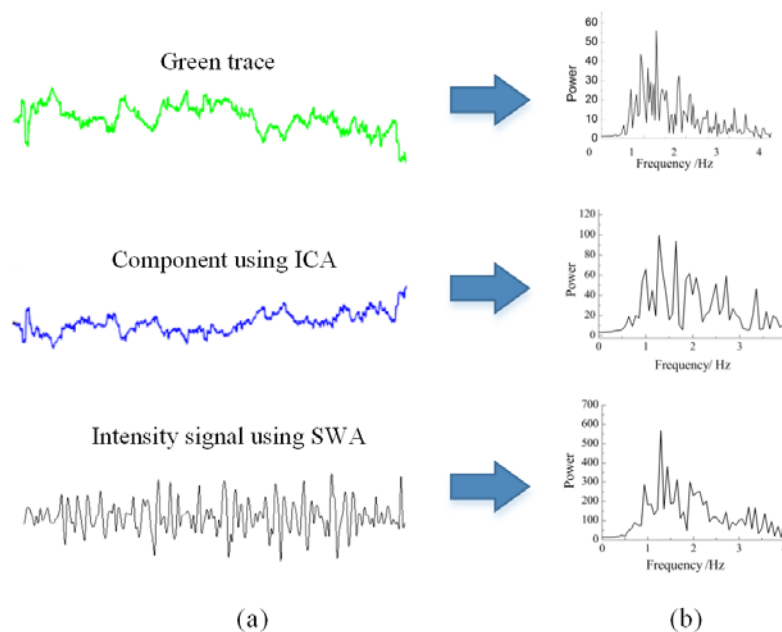 Green trace
Power
60
50
40
30
20
10
0
0 1 2 3 4
Frequency /Hz
Component using ICA
Power
120
100
80
60
40
20
0
0 1 2 3
Frequency/ Hz
Intensity signal using SWA
Power
700
600
500
400
300
200
100
0
0 1 2 3 4
Frequency /Hz
(a) (b)